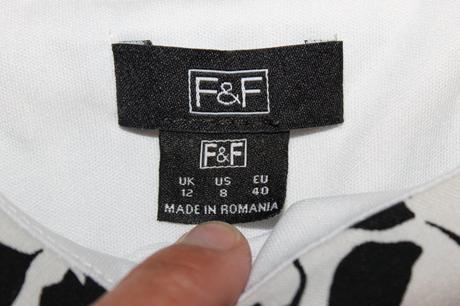 F&F
F&F
UK US EU
12 8 40
MADE IN ROMANIA